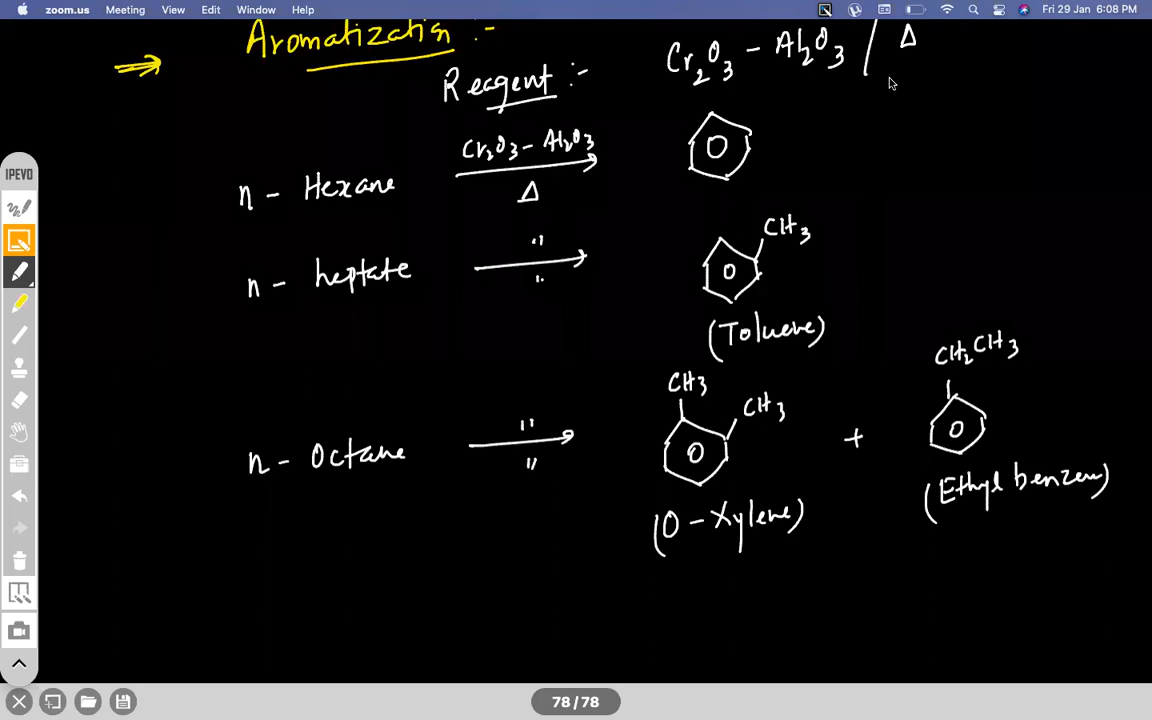 zoom.us Meeting View Edit Window Help Fri 29 Jan 6:08 PM
Aromatization :-
Reagent :- Cr2O3 - Al2O3 / Δ
IPEVO
n - Hexane Cr2O3 - Al2O3
Δ
n - heptate " CH3
"
(Toluene)
n - Octane " CH3 CH3 + CH2CH3
"
(O - Xylene) (Ethyl benzene)
78 / 78